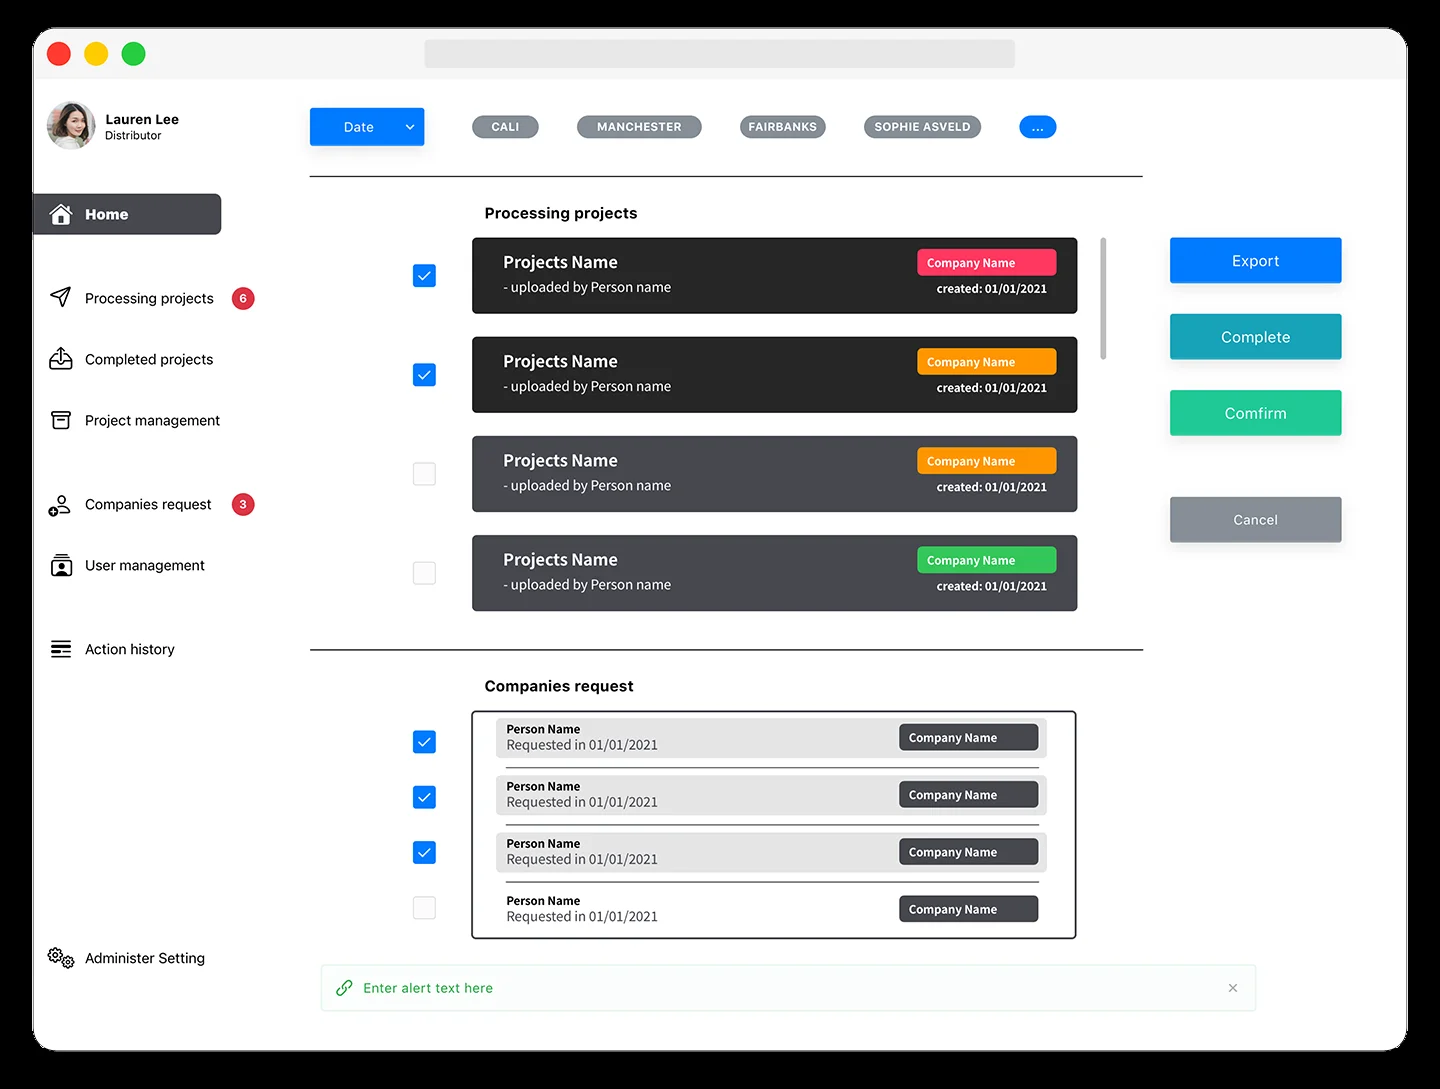 Lauren Lee
Distributor
Home
Processing projects 6
Completed projects
Project management
Companies request 3
User management
Action history
Administer Setting
Date CALI MANCHESTER FAIRBANKS SOPHIE ASVELD ...
Processing projects
Projects Name Company Name
- uploaded by Person name created: 01/01/2021
Projects Name Company Name
- uploaded by Person name created: 01/01/2021
Projects Name Company Name
- uploaded by Person name created: 01/01/2021
Projects Name Company Name
- uploaded by Person name created: 01/01/2021
Export
Complete
Comfirm
Cancel
Companies request
Person Name
Requested in 01/01/2021
Company Name
Person Name
Requested in 01/01/2021
Company Name
Person Name
Requested in 01/01/2021
Company Name
Person Name
Requested in 01/01/2021
Company Name
Enter alert text here